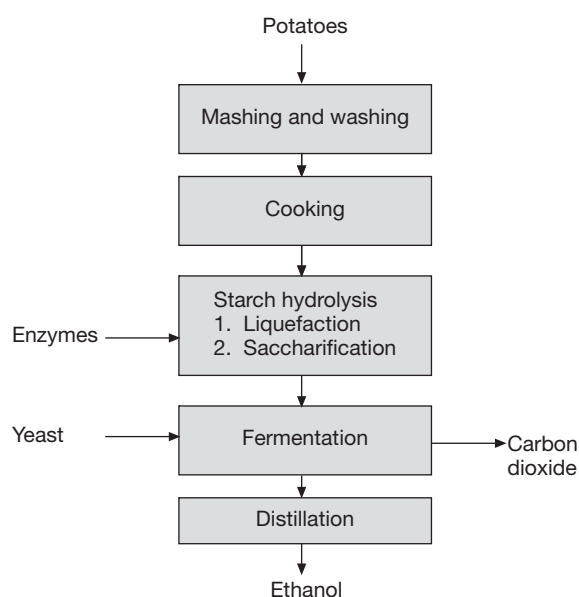 Potatoes
Mashing and washing
Cooking
Starch hydrolysis
1. Liquefaction
2. Saccharification
Enzymes
Yeast
Fermentation
Carbon
dioxide
Distillation
Ethanol